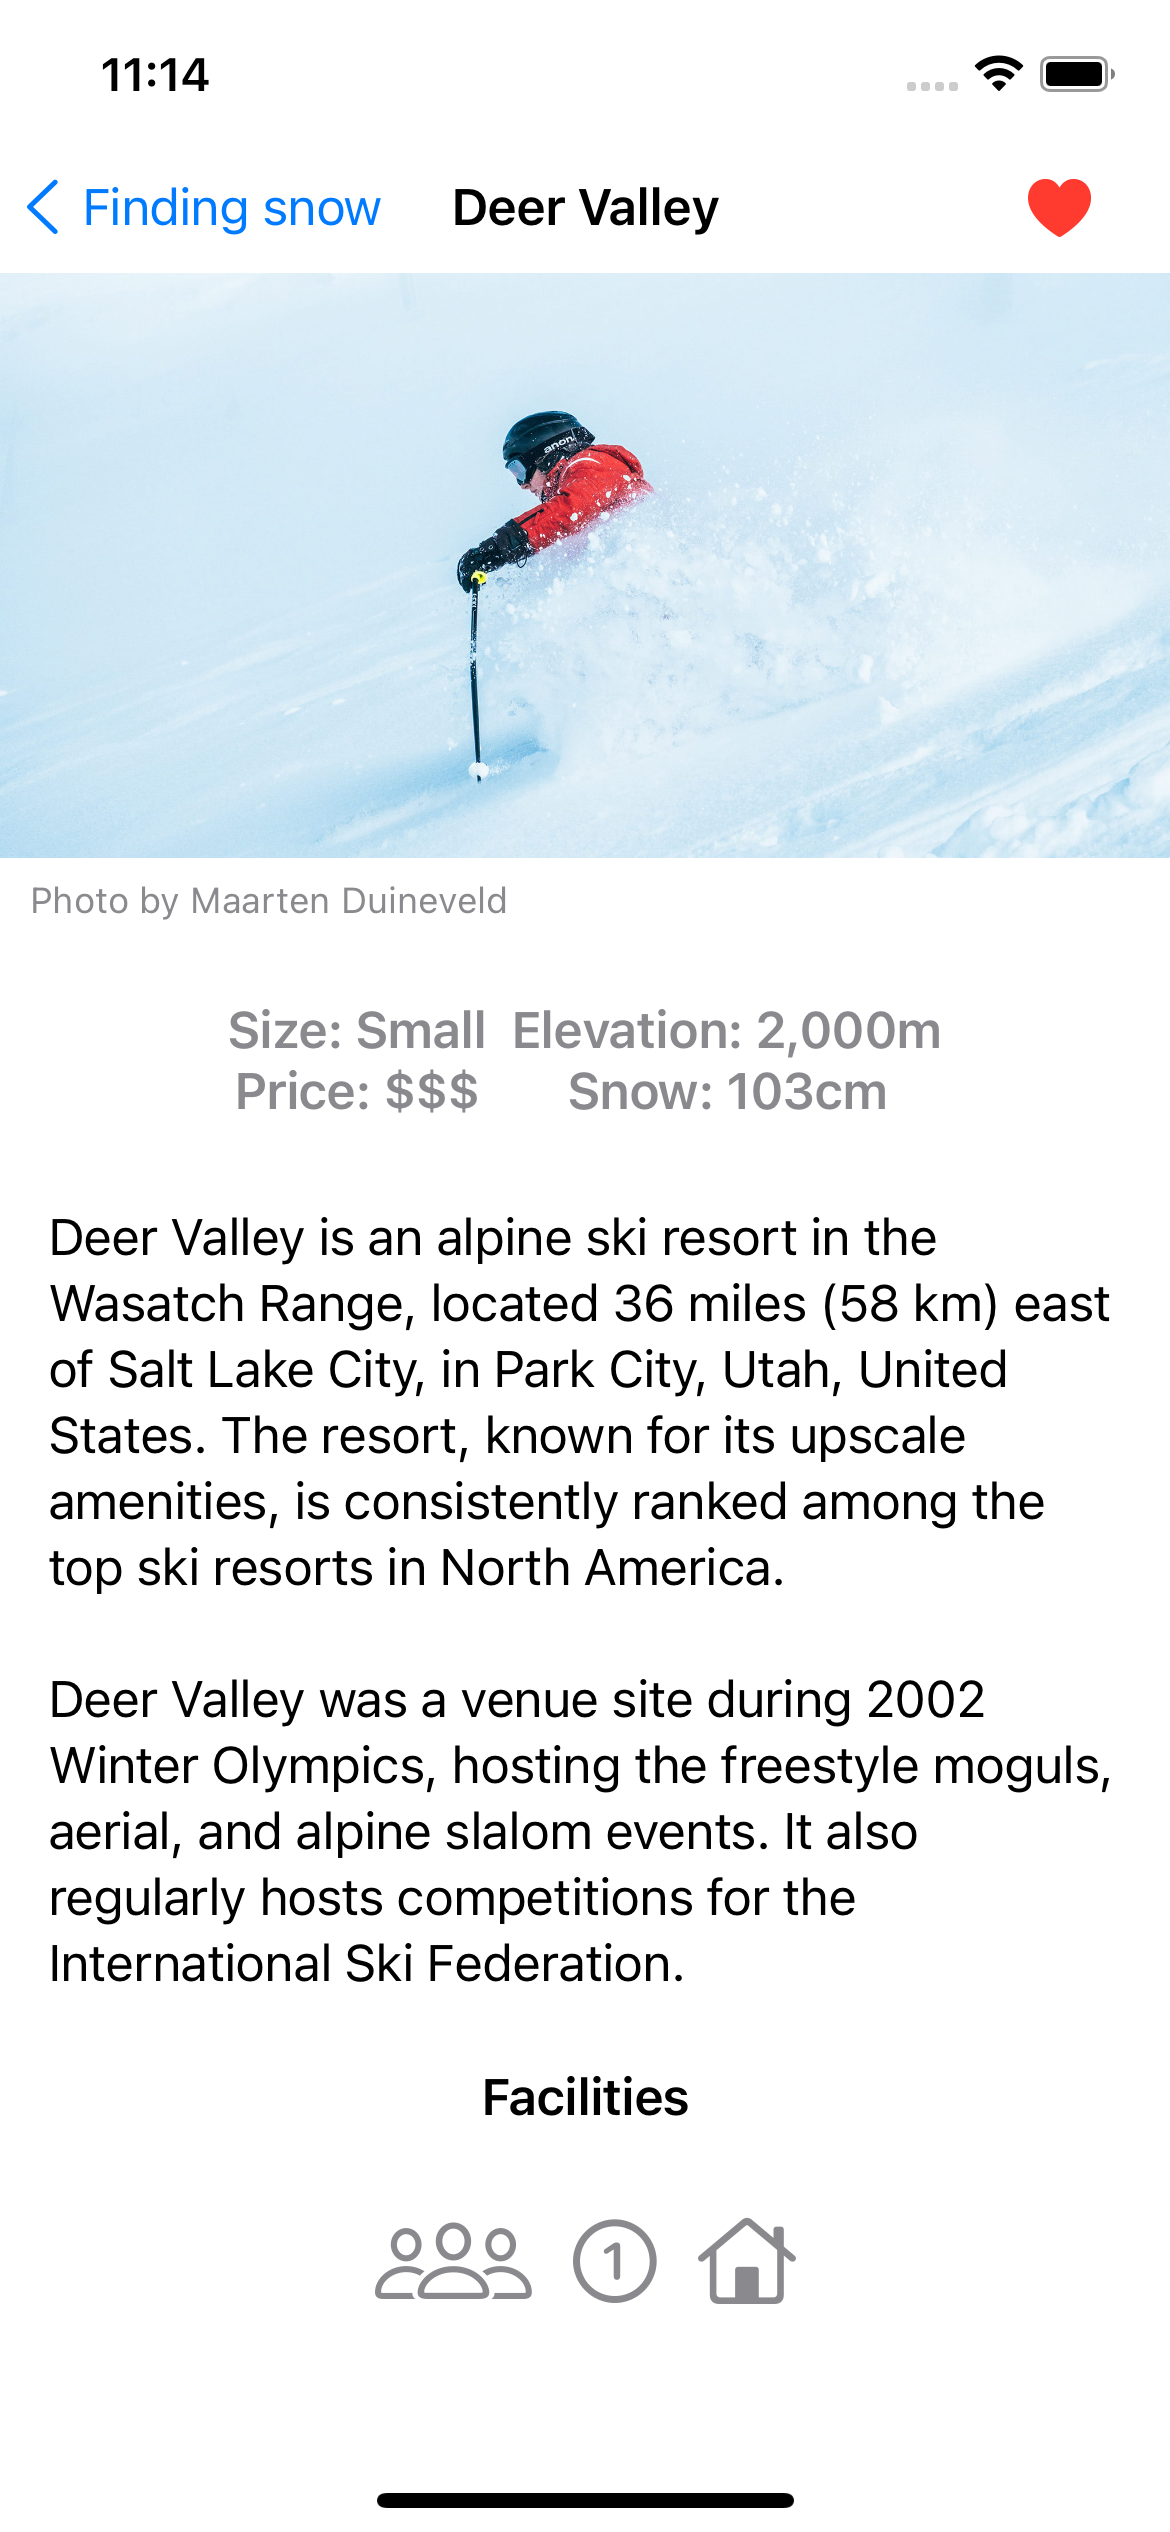 11:14
Finding snow
Deer Valley
anon
Photo by Maarten Duineveld
Size: Small Elevation: 2,000m
Price: $$$ Snow: 103cm
Deer Valley is an alpine ski resort in the
Wasatch Range, located 36 miles (58 km) east
of Salt Lake City, in Park City, Utah, United
States. The resort, known for its upscale
amenities, is consistently ranked among the
top ski resorts in North America.
Deer Valley was a venue site during 2002
Winter Olympics, hosting the freestyle moguls,
aerial, and alpine slalom events. It also
regularly hosts competitions for the
International Ski Federation.
Facilities
1